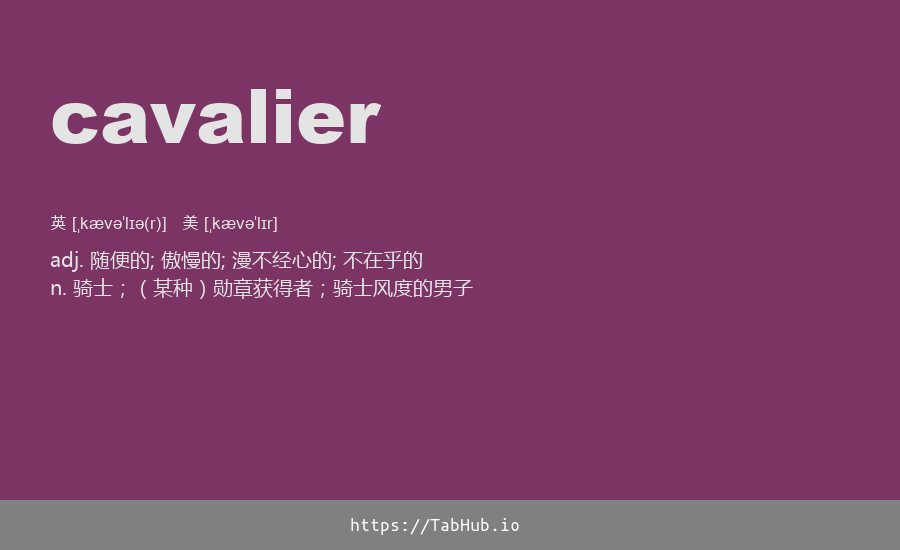 cavalier
英 [ˌkævəˈlɪə(r)] 美 [ˌkævəˈlɪr]
adj. 随便的; 傲慢的; 漫不经心的; 不在乎的
n. 骑士；（某种）勋章获得者；骑士风度的男子
https://TabHub.io